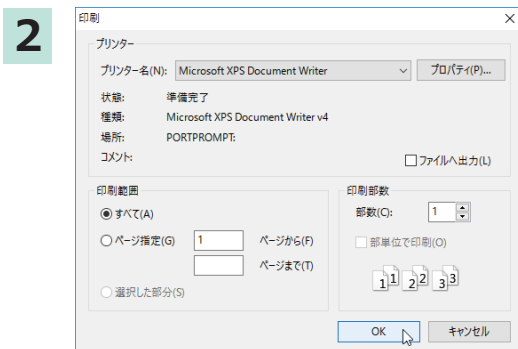 2
印刷
プリンター
プリンター名(N): Microsoft XPS Document Writer プロパティ(P)...
状態: 準備完了
種類: Microsoft XPS Document Writer v4
場所: PORTPROMPT:
コメント: ファイルへ出力(L)
印刷範囲
すべて(A)
ページ指定(G) 1 ページから(F)
ページまで(T)
選択した部分(S)
印刷部数
部数(C): 1
部単位で印刷(O)
1 1 2 2 3 3
OK キャンセル